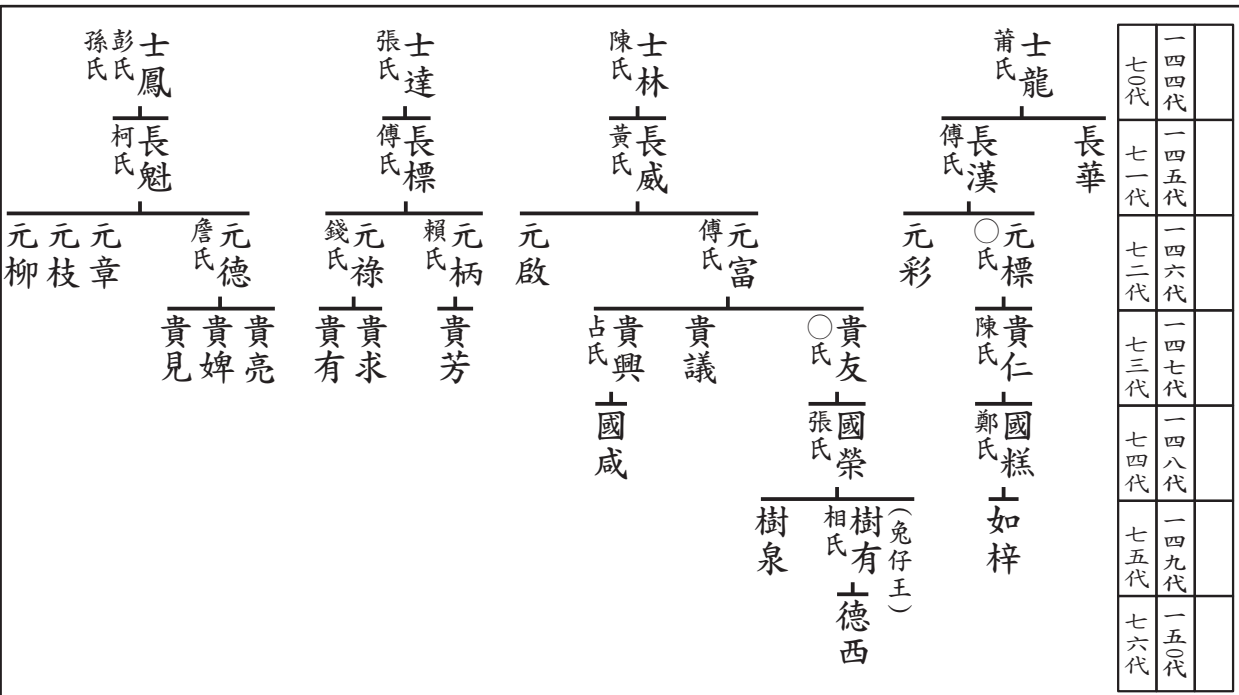 一四四代
七〇代
一四五代
七一代
一四六代
七二代
一四七代
七三代
一四八代
七四代
一四九代
七五代
一五〇代
七六代
士龍
莆氏
士林
陳氏
士達
張氏
士鳳
彭氏
孫氏
長華
長漢
傅氏
長威
黃氏
長標
傅氏
長魁
柯氏
元標
〇氏
元彩
元富
傅氏
元啟
元柄
賴氏
元祿
錢氏
元德
詹氏
元章
元枝
元柳
貴仁
陳氏
貴友
〇氏
貴議
貴興
占氏
貴芳
貴求
貴有
貴亮
貴婢
貴見
國糕
鄭氏
國榮
張氏
國咸
如梓
(兔仔王)
樹有
相氏
樹泉
德西